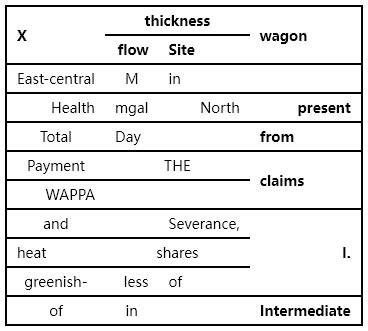 X thickness wagon
flow Site
East-central M in
Health mgal North present
Total Day from
Payment THE claims
WAPPA
and Severance, I.
heat shares
greenish- less of
of in Intermediate